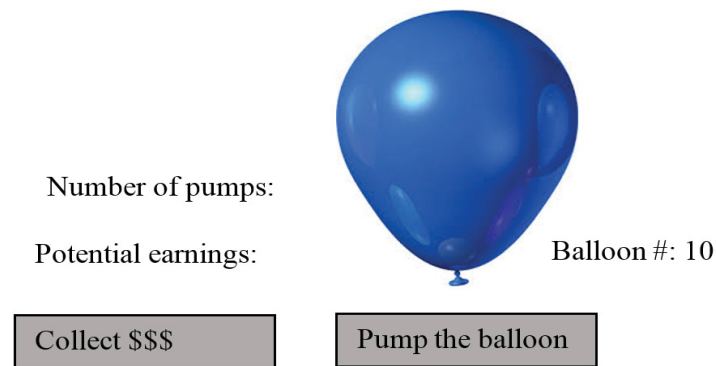 Number of pumps:
Potential earnings:
Balloon #: 10
Collect $$$
Pump the balloon